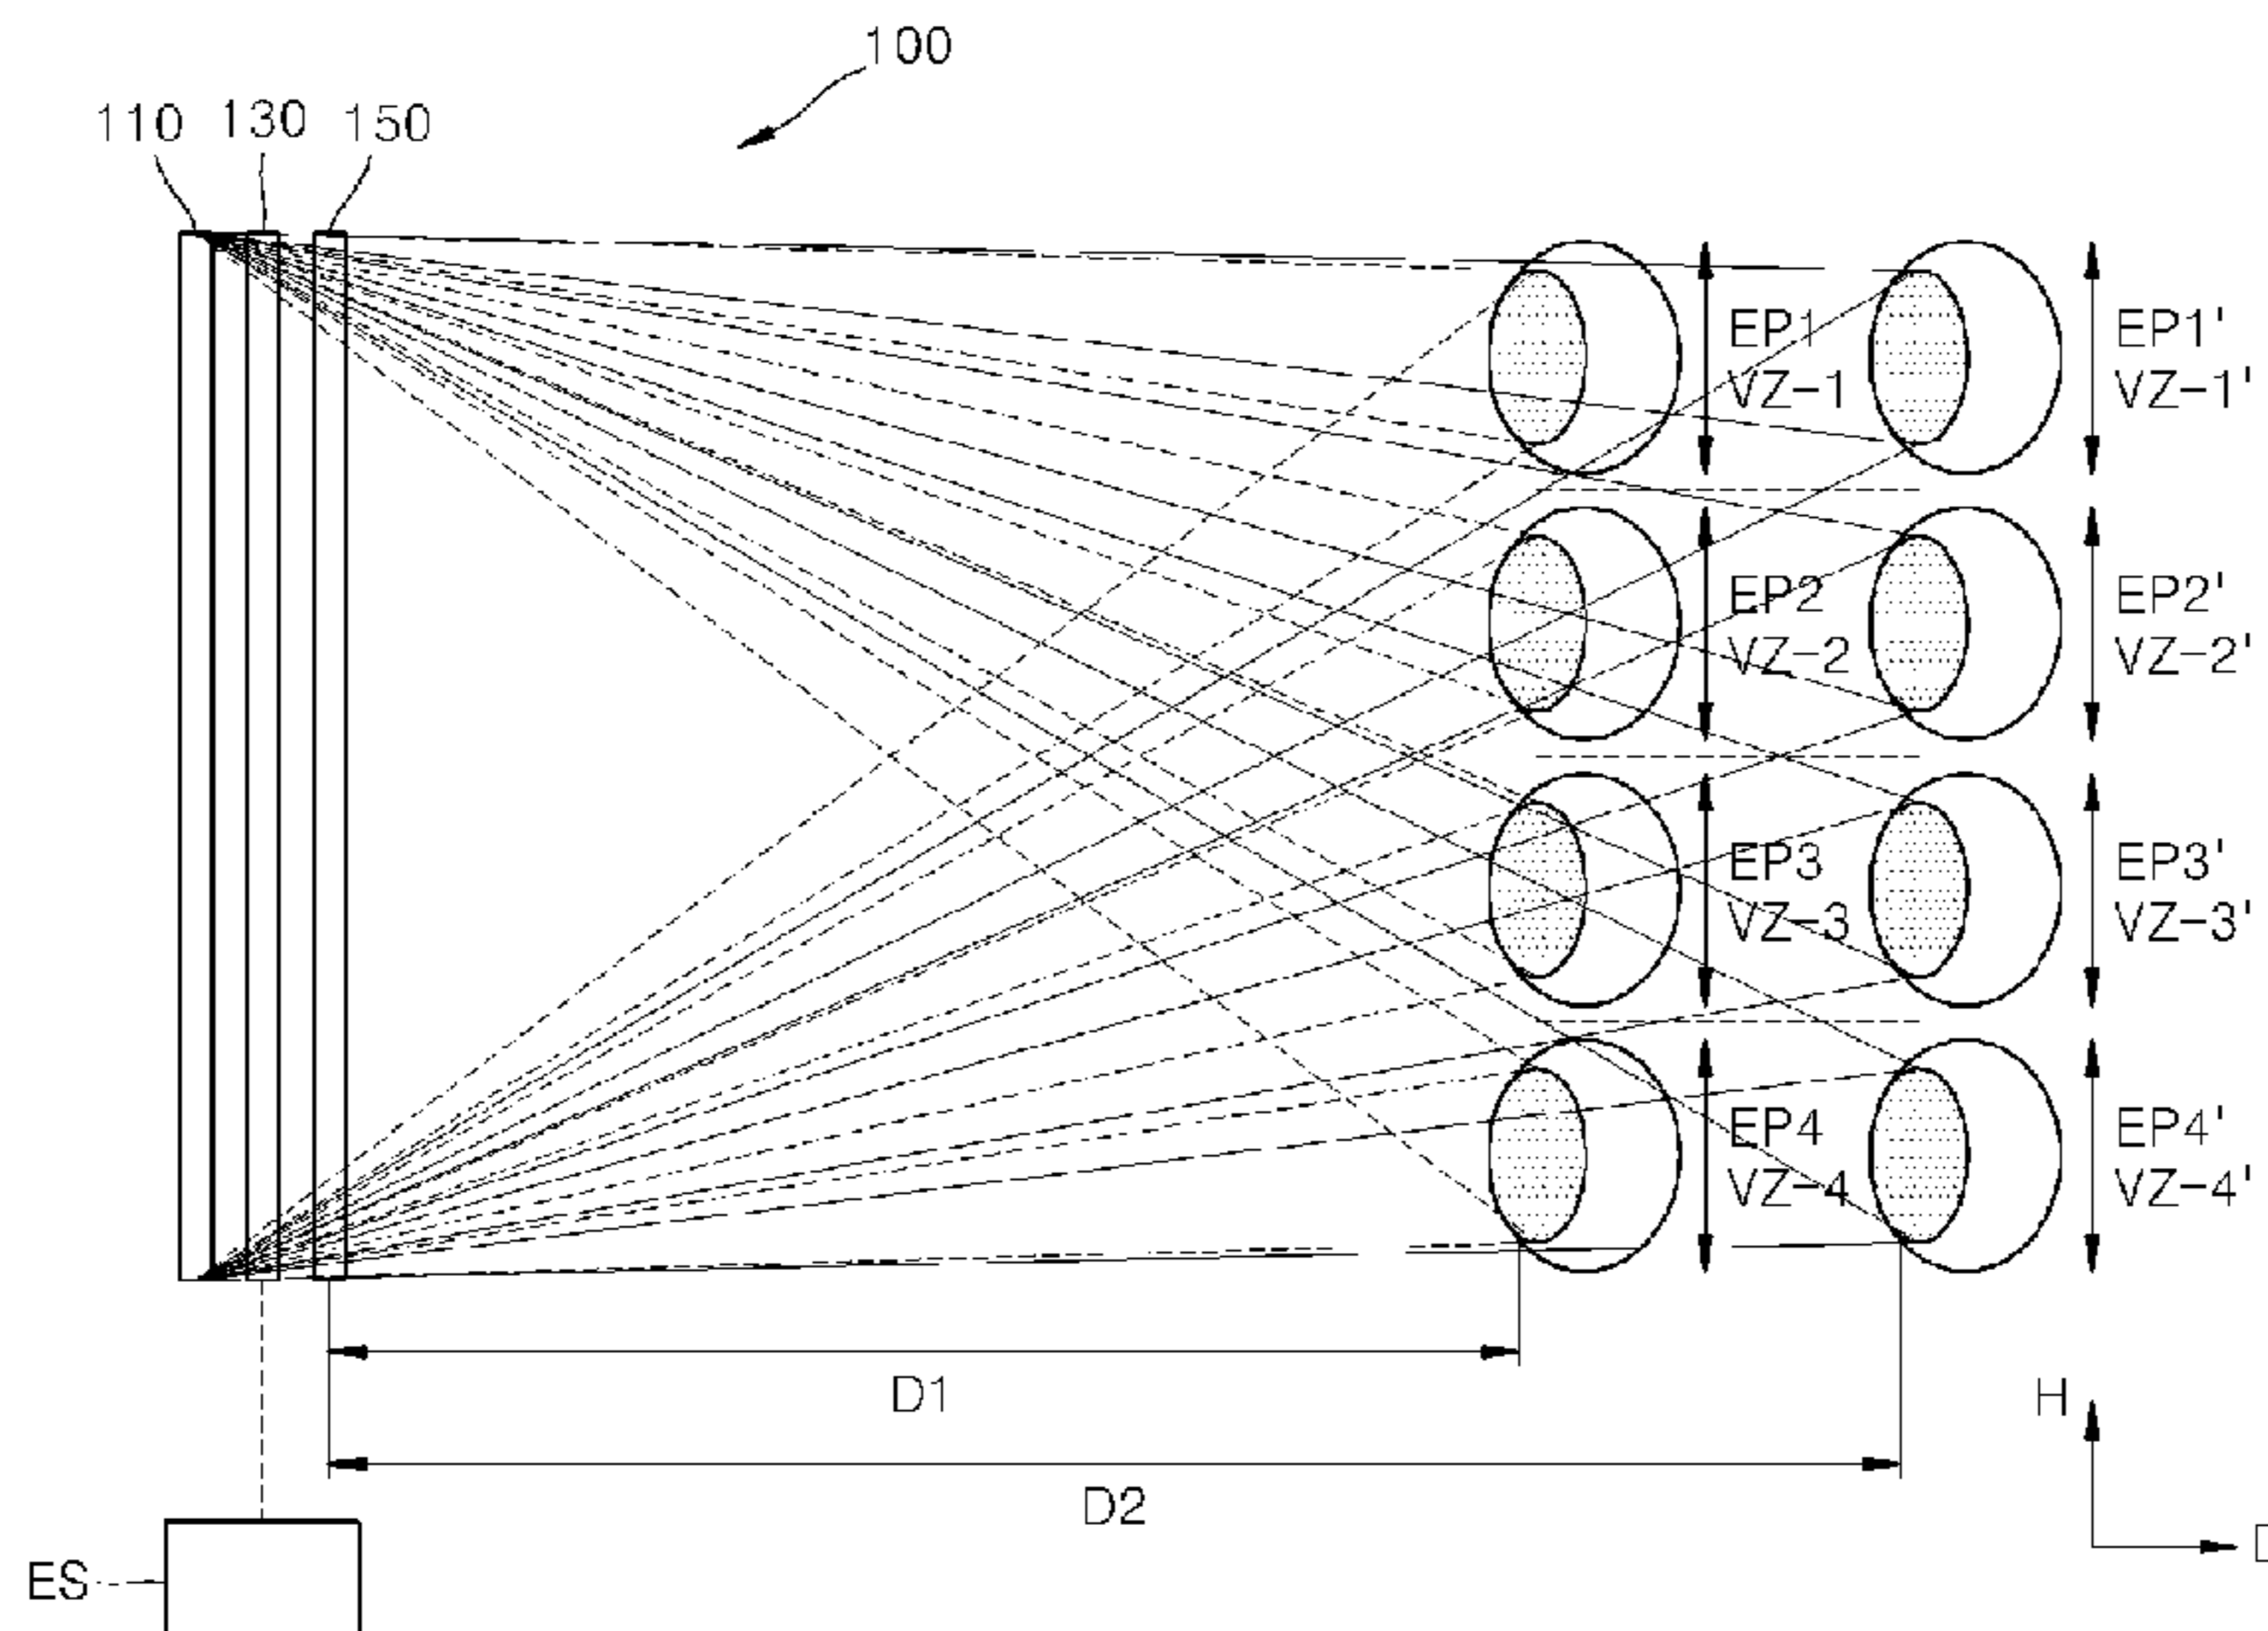 100
110 130 150
EP1
VZ-1
EP1'
VZ-1'
EP2
VZ-2
EP2'
VZ-2'
EP3
VZ-3
EP3'
VZ-3'
EP4
VZ-4
EP4'
VZ-4'
D1
H
D2
ES